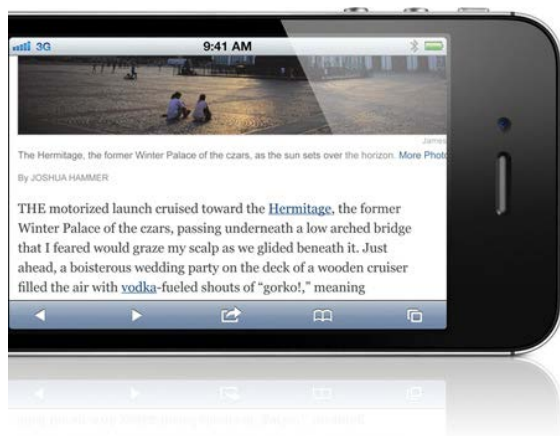 3G 9:41 AM
James
The Hermitage, the former Winter Palace of the czars, as the sun sets over the horizon. More Phot
By JOSHUA HAMMER
THE motorized launch cruised toward the Hermitage, the former
Winter Palace of the czars, passing underneath a low arched bridge
that I feared would graze my scalp as we glided beneath it. Just
ahead, a boisterous wedding party on the deck of a wooden cruiser
filled the air with vodka-fueled shouts of “gorko!,” meaning